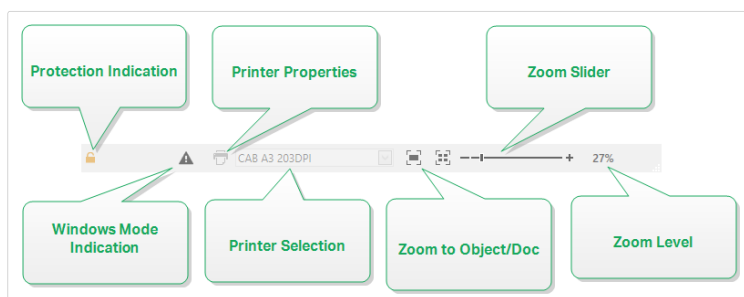 Protection Indication
Printer Properties
Zoom Slider
CAB A3 203DPI
27%
Windows Mode
Indication
Printer Selection
Zoom to Object/Doc
Zoom Level